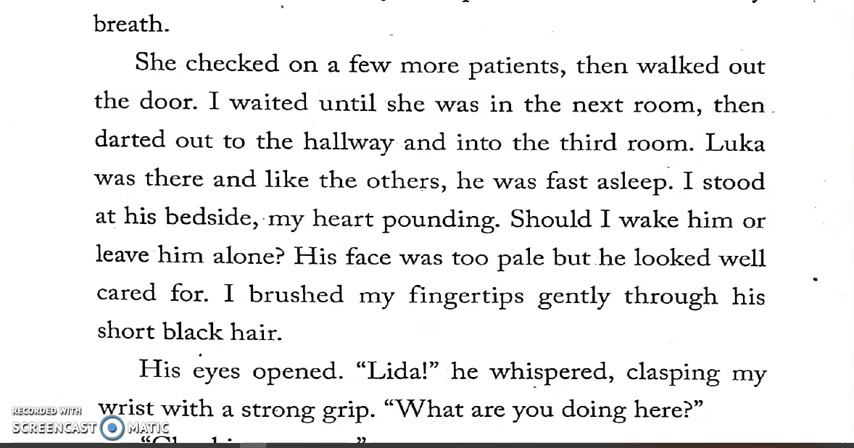 breath.
She checked on a few more patients, then walked out
the door. I waited until she was in the next room, then
darted out to the hallway and into the third room. Luka
was there and like the others, he was fast asleep. I stood
at his bedside, my heart pounding. Should I wake him or
leave him alone? His face was too pale but he looked well
cared for. I brushed my fingertips gently through his
short black hair.
His eyes opened. “Lida!” he whispered, clasping my
wrist with a strong grip. “What are you doing here?”
RECORDED WITH
SCREENCAST MATIC